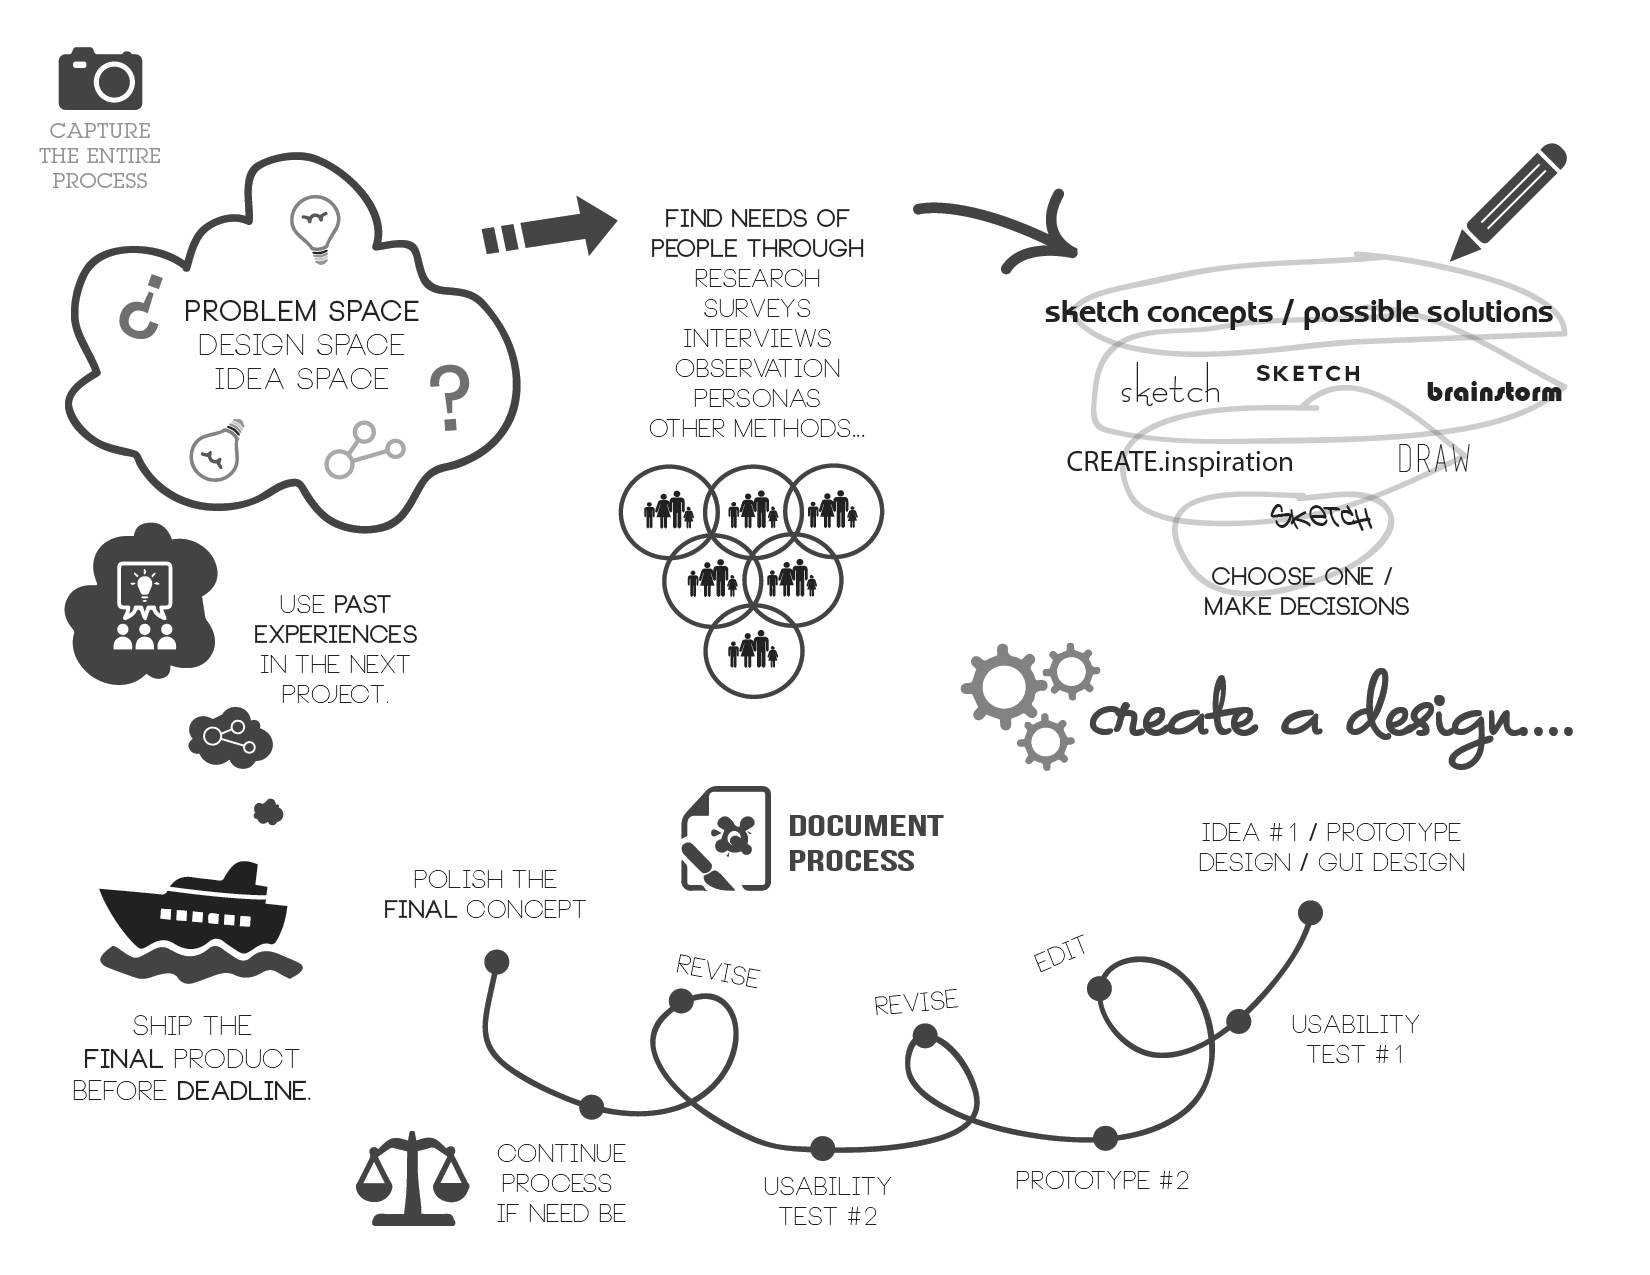 CAPTURE
THE ENTIRE
PROCESS
PROBLEM SPACE
DESIGN SPACE
IDEA SPACE
¿
?
FIND NEEDS OF
PEOPLE THROUGH
RESEARCH
SURVEYS
INTERVIEWS
OBSERVATION
PERSONAS
OTHER METHODS...
sketch concepts / possible solutions
sketch
SKETCH
brainstorm
CREATE.inspiration
DRAW
SKETCH
CHOOSE ONE /
MAKE DECISIONS
create a design....
IDEA #1 / PROTOTYPE
DESIGN / GUI DESIGN
USABILITY
TEST #1
EDIT
PROTOTYPE #2
REVISE
USABILITY
TEST #2
REVISE
CONTINUE
PROCESS
IF NEED BE
POLISH THE
FINAL CONCEPT
DOCUMENT
PROCESS
SHIP THE
FINAL PRODUCT
BEFORE DEADLINE.
USE PAST
EXPERIENCES
IN THE NEXT
PROJECT.